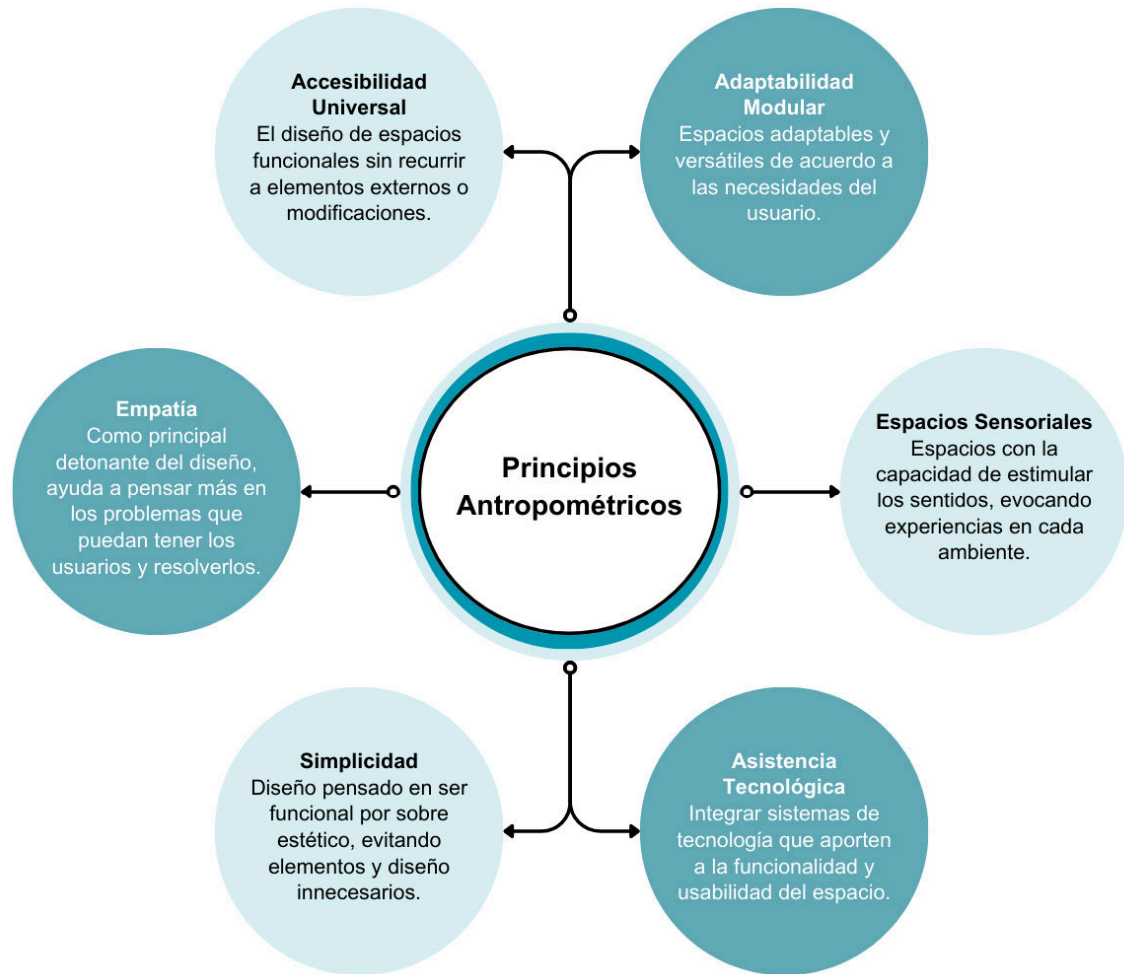 Accesibilidad
Universal
El diseño de espacios
funcionales sin recurrir
a elementos externos o
modificaciones.
Adaptabilidad
Modular
Espacios adaptables y
versátiles de acuerdo a
las necesidades del
usuario.
Empatía
Como principal
detonante del diseño,
ayuda a pensar más en
los problemas que
puedan tener los
usuarios y resolverlos.
Principios
Antropométricos
Espacios Sensoriales
Espacios con la
capacidad de estimular
los sentidos, evocando
experiencias en cada
ambiente.
Simplicidad
Diseño pensado en ser
funcional por sobre
estético, evitando
elementos y diseño
innecesarios.
Asistencia
Tecnológica
Integrar sistemas de
tecnología que aporten
a la funcionalidad y
usabilidad del espacio.